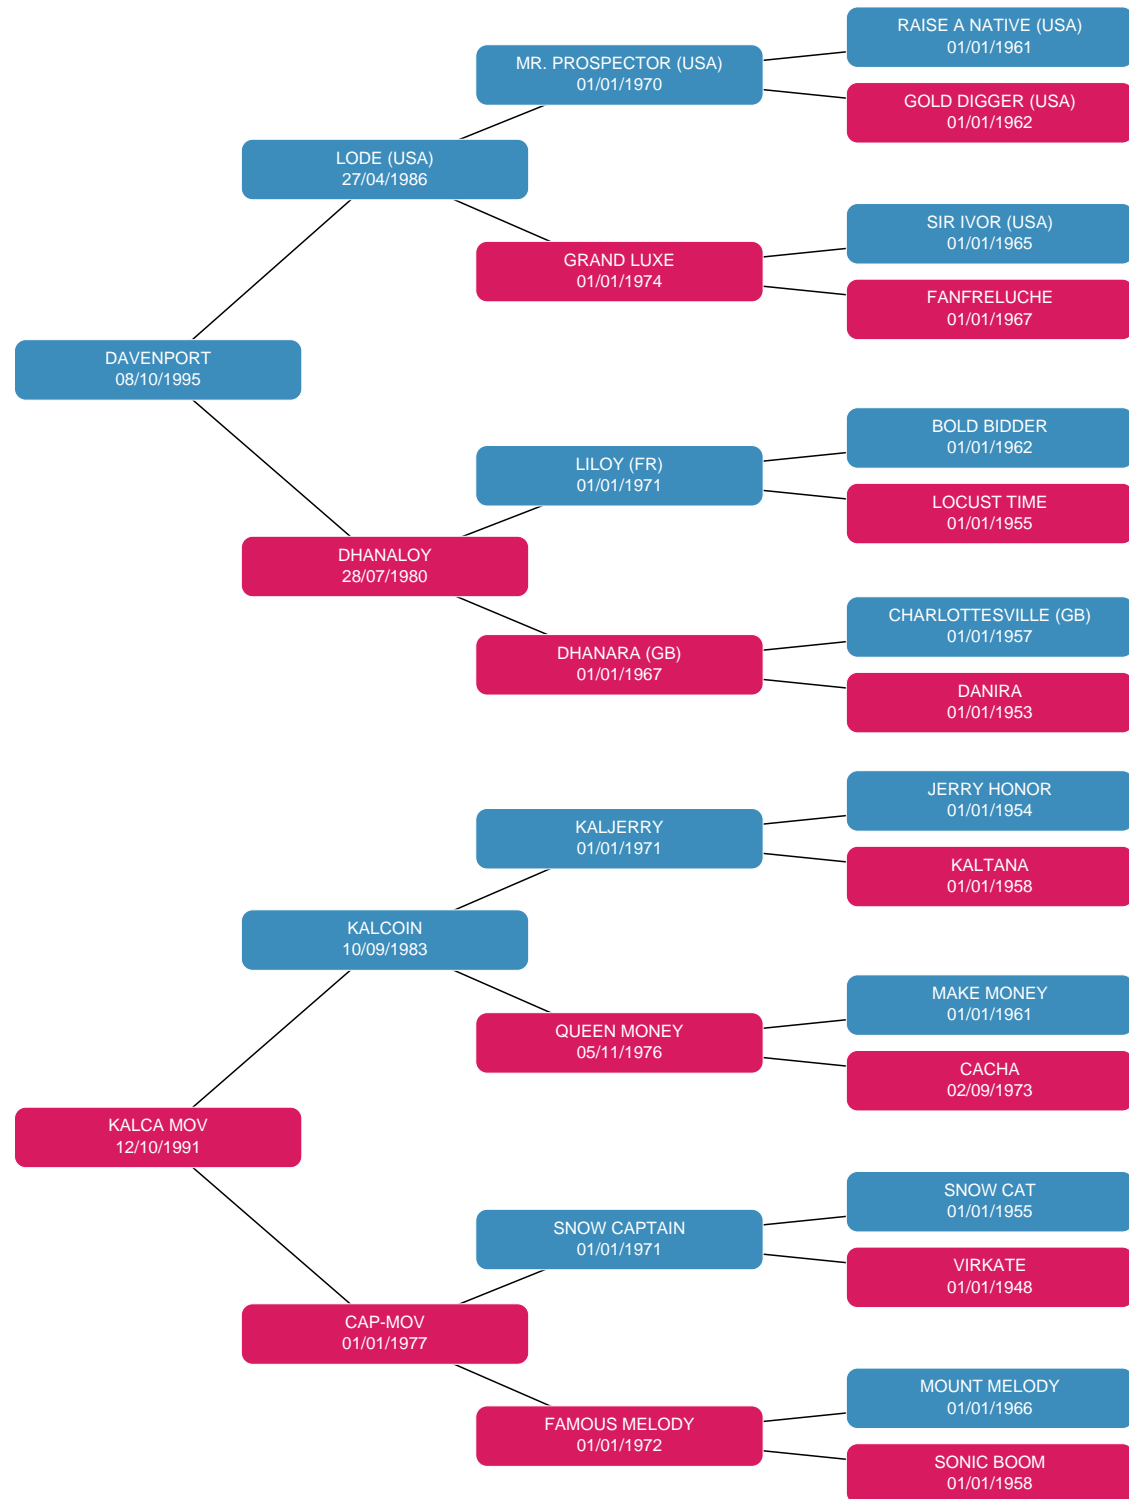 RAISE A NATIVE (USA)
01/01/1961
MR. PROSPECTOR (USA)
01/01/1970
GOLD DIGGER (USA)
01/01/1962
LODE (USA)
27/04/1986
SIR IVOR (USA)
01/01/1965
GRAND LUXE
01/01/1974
FANFRELUCHE
01/01/1967
DAVENPORT
08/10/1995
BOLD BIDDER
01/01/1962
LILOY (FR)
01/01/1971
LOCUST TIME
01/01/1955
DHANALOY
28/07/1980
CHARLOTTESVILLE (GB)
01/01/1957
DHANARA (GB)
01/01/1967
DANIRA
01/01/1953
JERRY HONOR
01/01/1954
KALJERRY
01/01/1971
KALTANA
01/01/1958
KALCOIN
10/09/1983
MAKE MONEY
01/01/1961
QUEEN MONEY
05/11/1976
CACHA
02/09/1973
KALCA MOV
12/10/1991
SNOW CAT
01/01/1955
SNOW CAPTAIN
01/01/1971
VIRKATE
01/01/1948
CAP-MOV
01/01/1977
MOUNT MELODY
01/01/1966
FAMOUS MELODY
01/01/1972
SONIC BOOM
01/01/1958